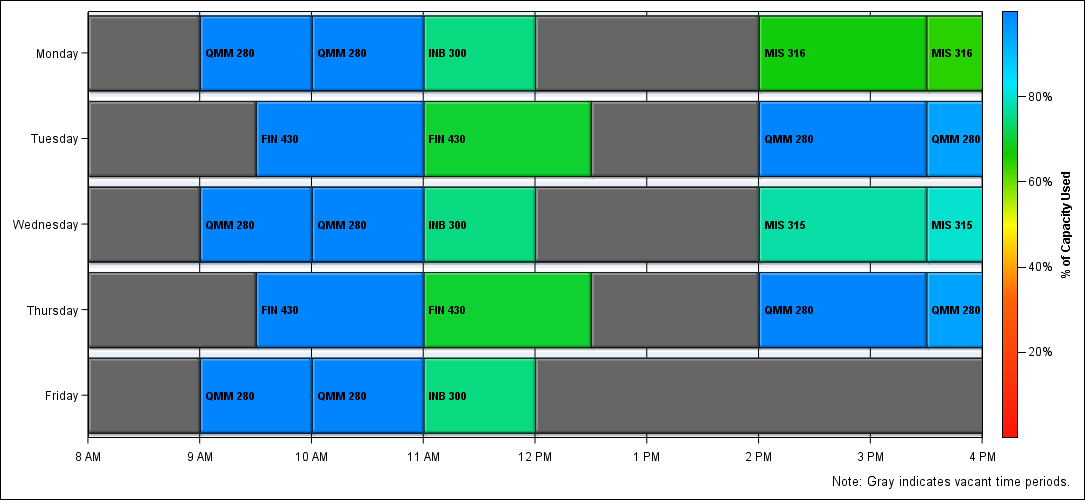 Monday
QMM 280
QMM 280
INB 300
MIS 316
MIS 316
Tuesday
FIN 430
FIN 430
QMM 280
QMM 280
Wednesday
QMM 280
QMM 280
INB 300
MIS 315
MIS 315
Thursday
FIN 430
FIN 430
QMM 280
QMM 280
Friday
QMM 280
QMM 280
INB 300
8 AM
9 AM
10 AM
11 AM
12 PM
1 PM
2 PM
3 PM
4 PM
80%
60%
40%
20%
% of Capacity Used
Note: Gray indicates vacant time periods.